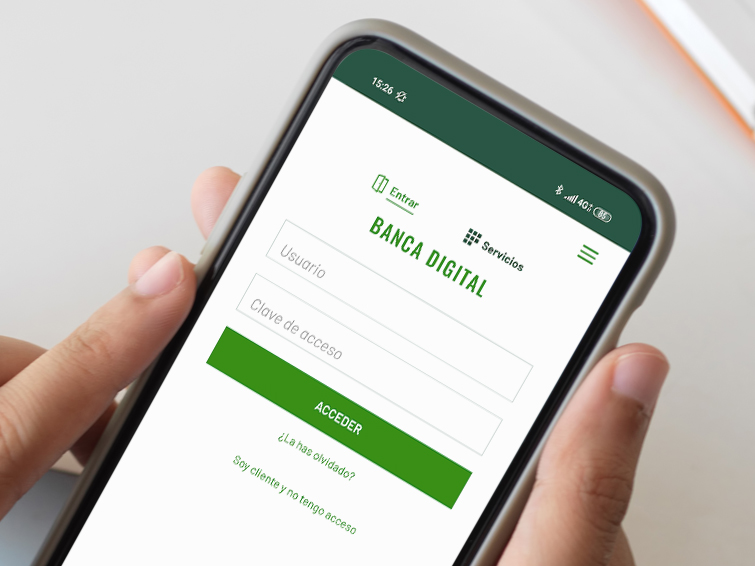 15:26
4G
85
Entrar
Servicios
BANCA DIGITAL
Usuario
Clave de acceso
ACCEDER
¿La has olvidado?
Soy cliente y no tengo acceso